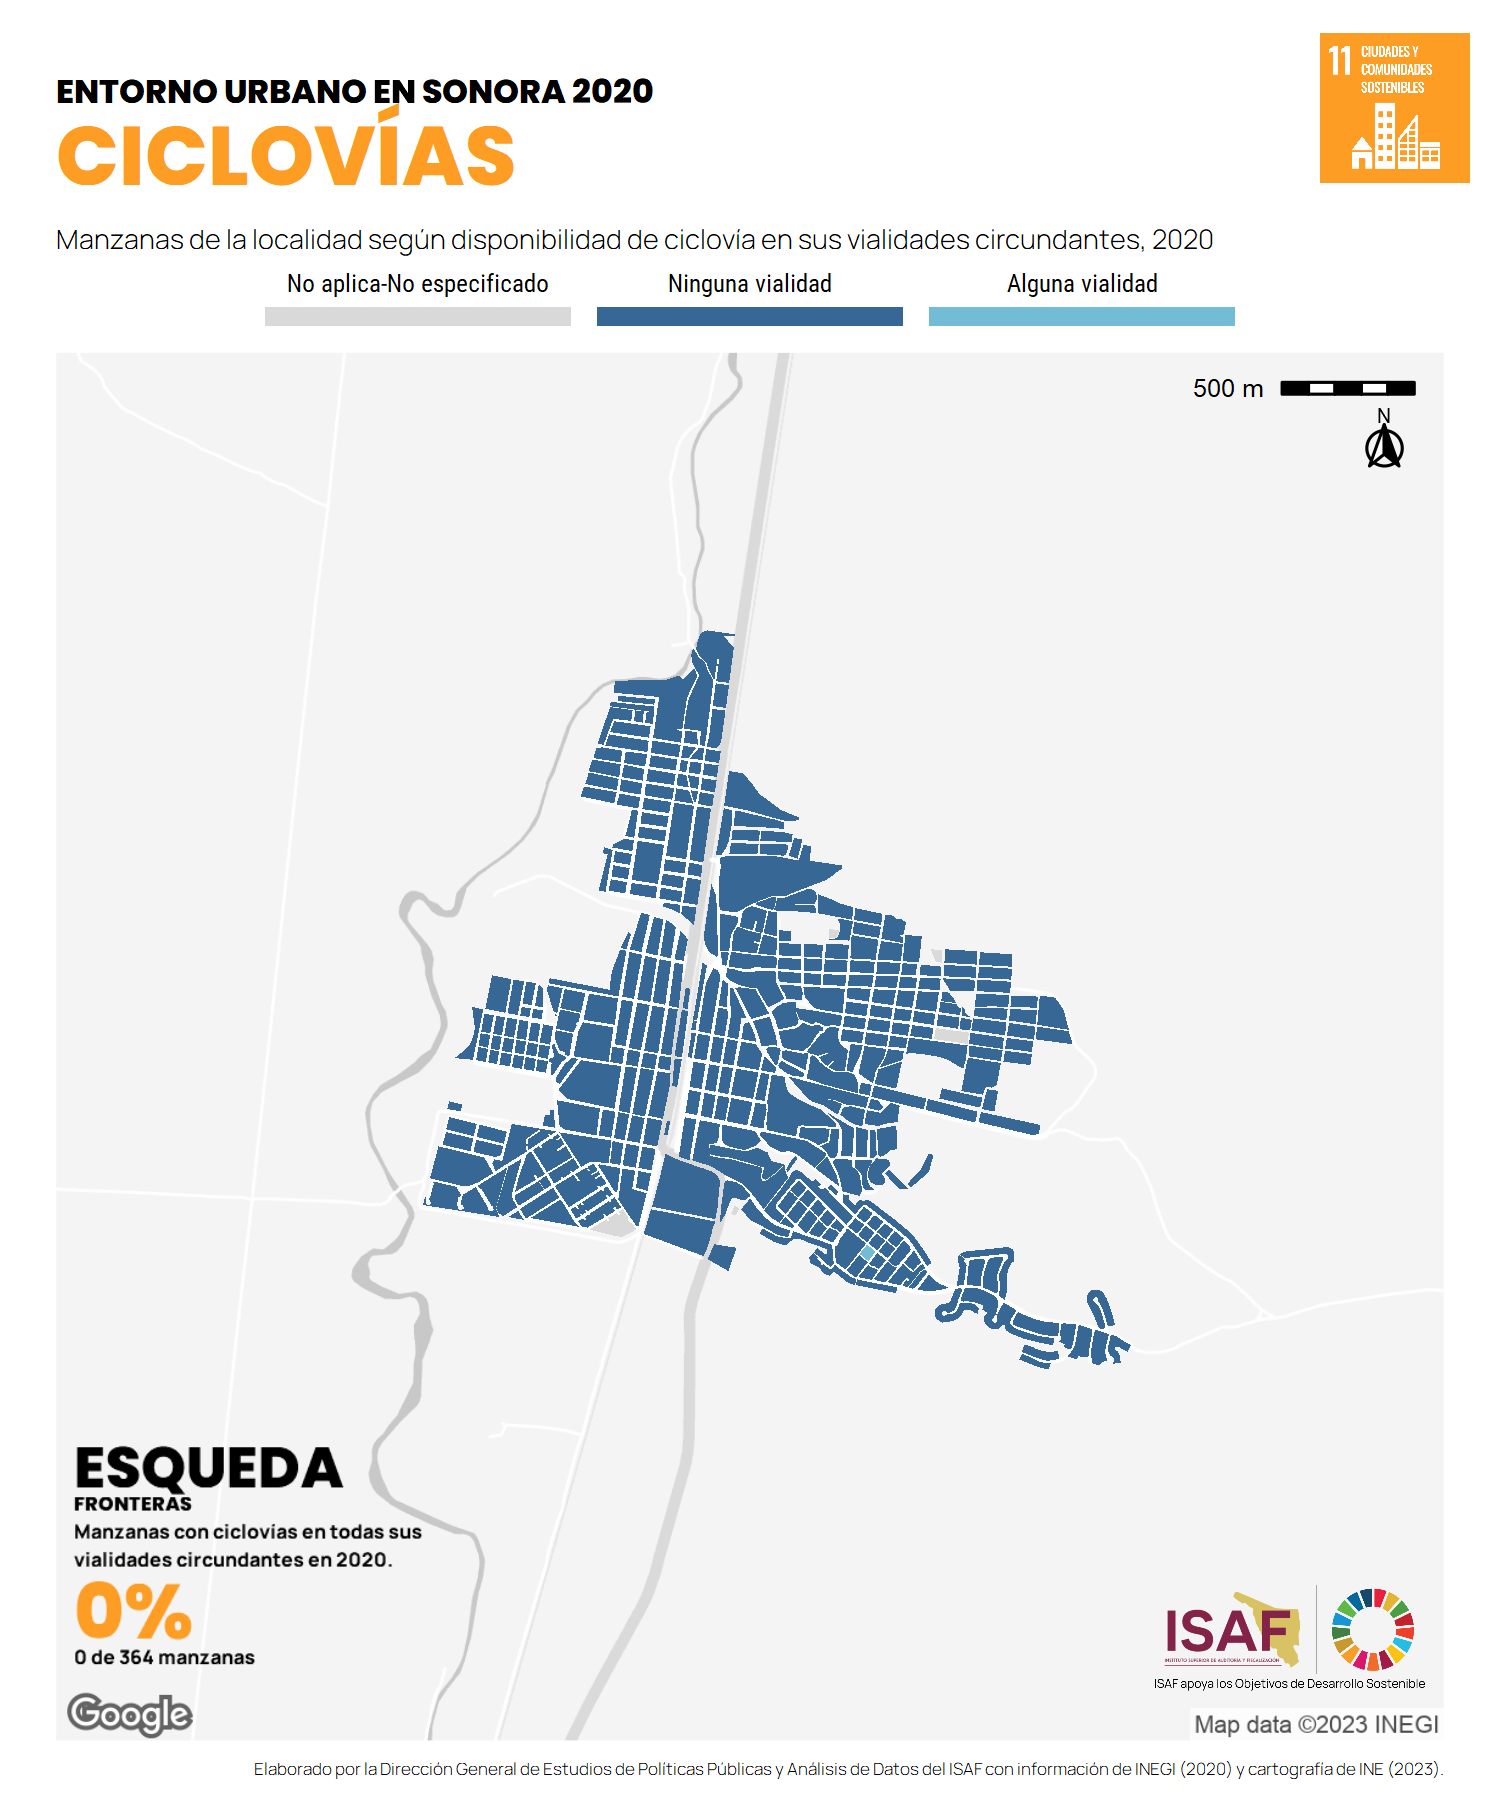 ENTORNO URBANO EN SONORA 2020
CICLOVÍAS
11 CIUDADES Y
COMUNIDADES
SOSTENIBLES
Manzanas de la localidad según disponibilidad de ciclovía en sus vialidades circundantes, 2020
No aplica-No especificado
Ninguna vialidad
Alguna vialidad
500 m
N
ESQUEDA
FRONTERAS
Manzanas con ciclovias en todas sus
vialidades circundantes en 2020.
0%
0 de 364 manzanas
Google
ISAF
INSTITUTO SUPERIOR DE AUDITORÍA Y FISCALIZACIÓN
ISAF apoya los Objetivos de Desarrollo Sostenible
Map data ©2023 INEGI
Elaborado por la Dirección General de Estudios de Políticas Públicas y Análisis de Datos del ISAF con información de INEGI (2020) y cartografía de INE (2023).